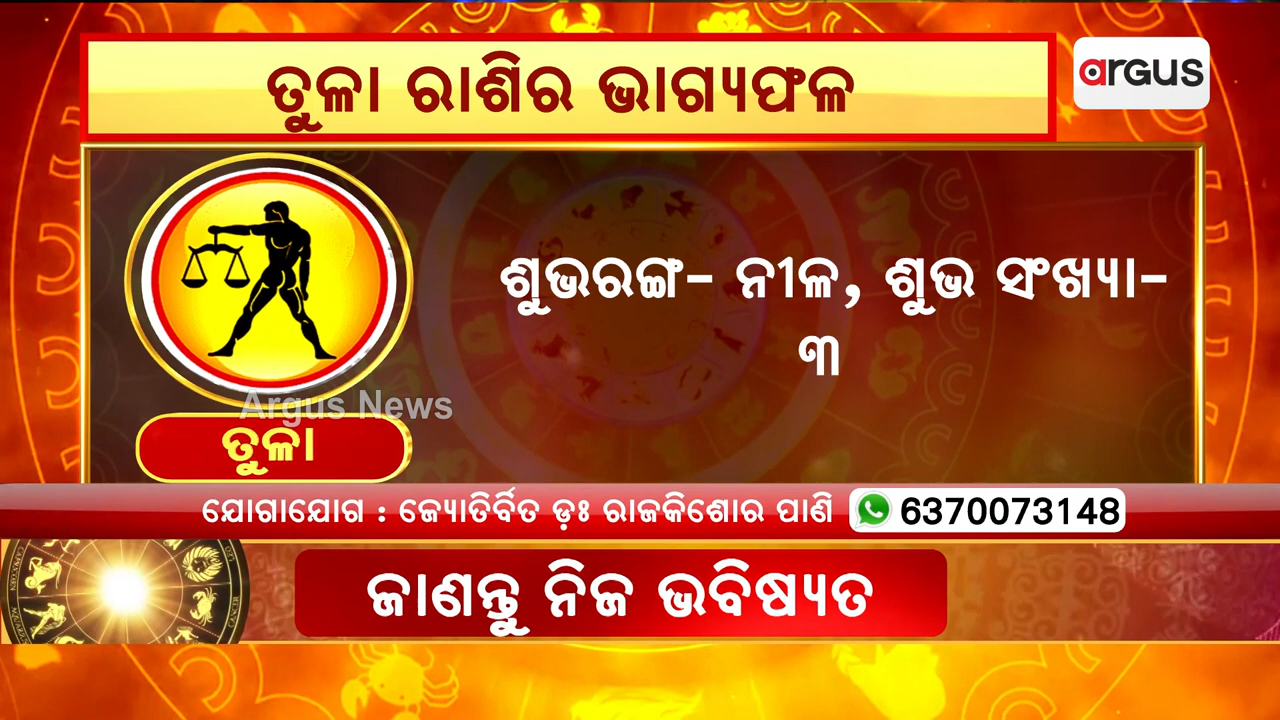 ତୁଳା ରାଶିର ଭାଗ୍ୟଫଳ
argus
ଶୁଭରଙ୍ଗ- ନୀଳ, ଶୁଭ ସଂଖ୍ୟା-
୩
Argus News
ତୁଳା
ଯୋଗାଯୋଗ : ଜ୍ୟୋତିର୍ବିତ ଡ଼ଃ ରାଜକିଶୋର ପାଣି 6370073148
ଜାଣନ୍ତୁ ନିଜ ଭବିଷ୍ୟତ